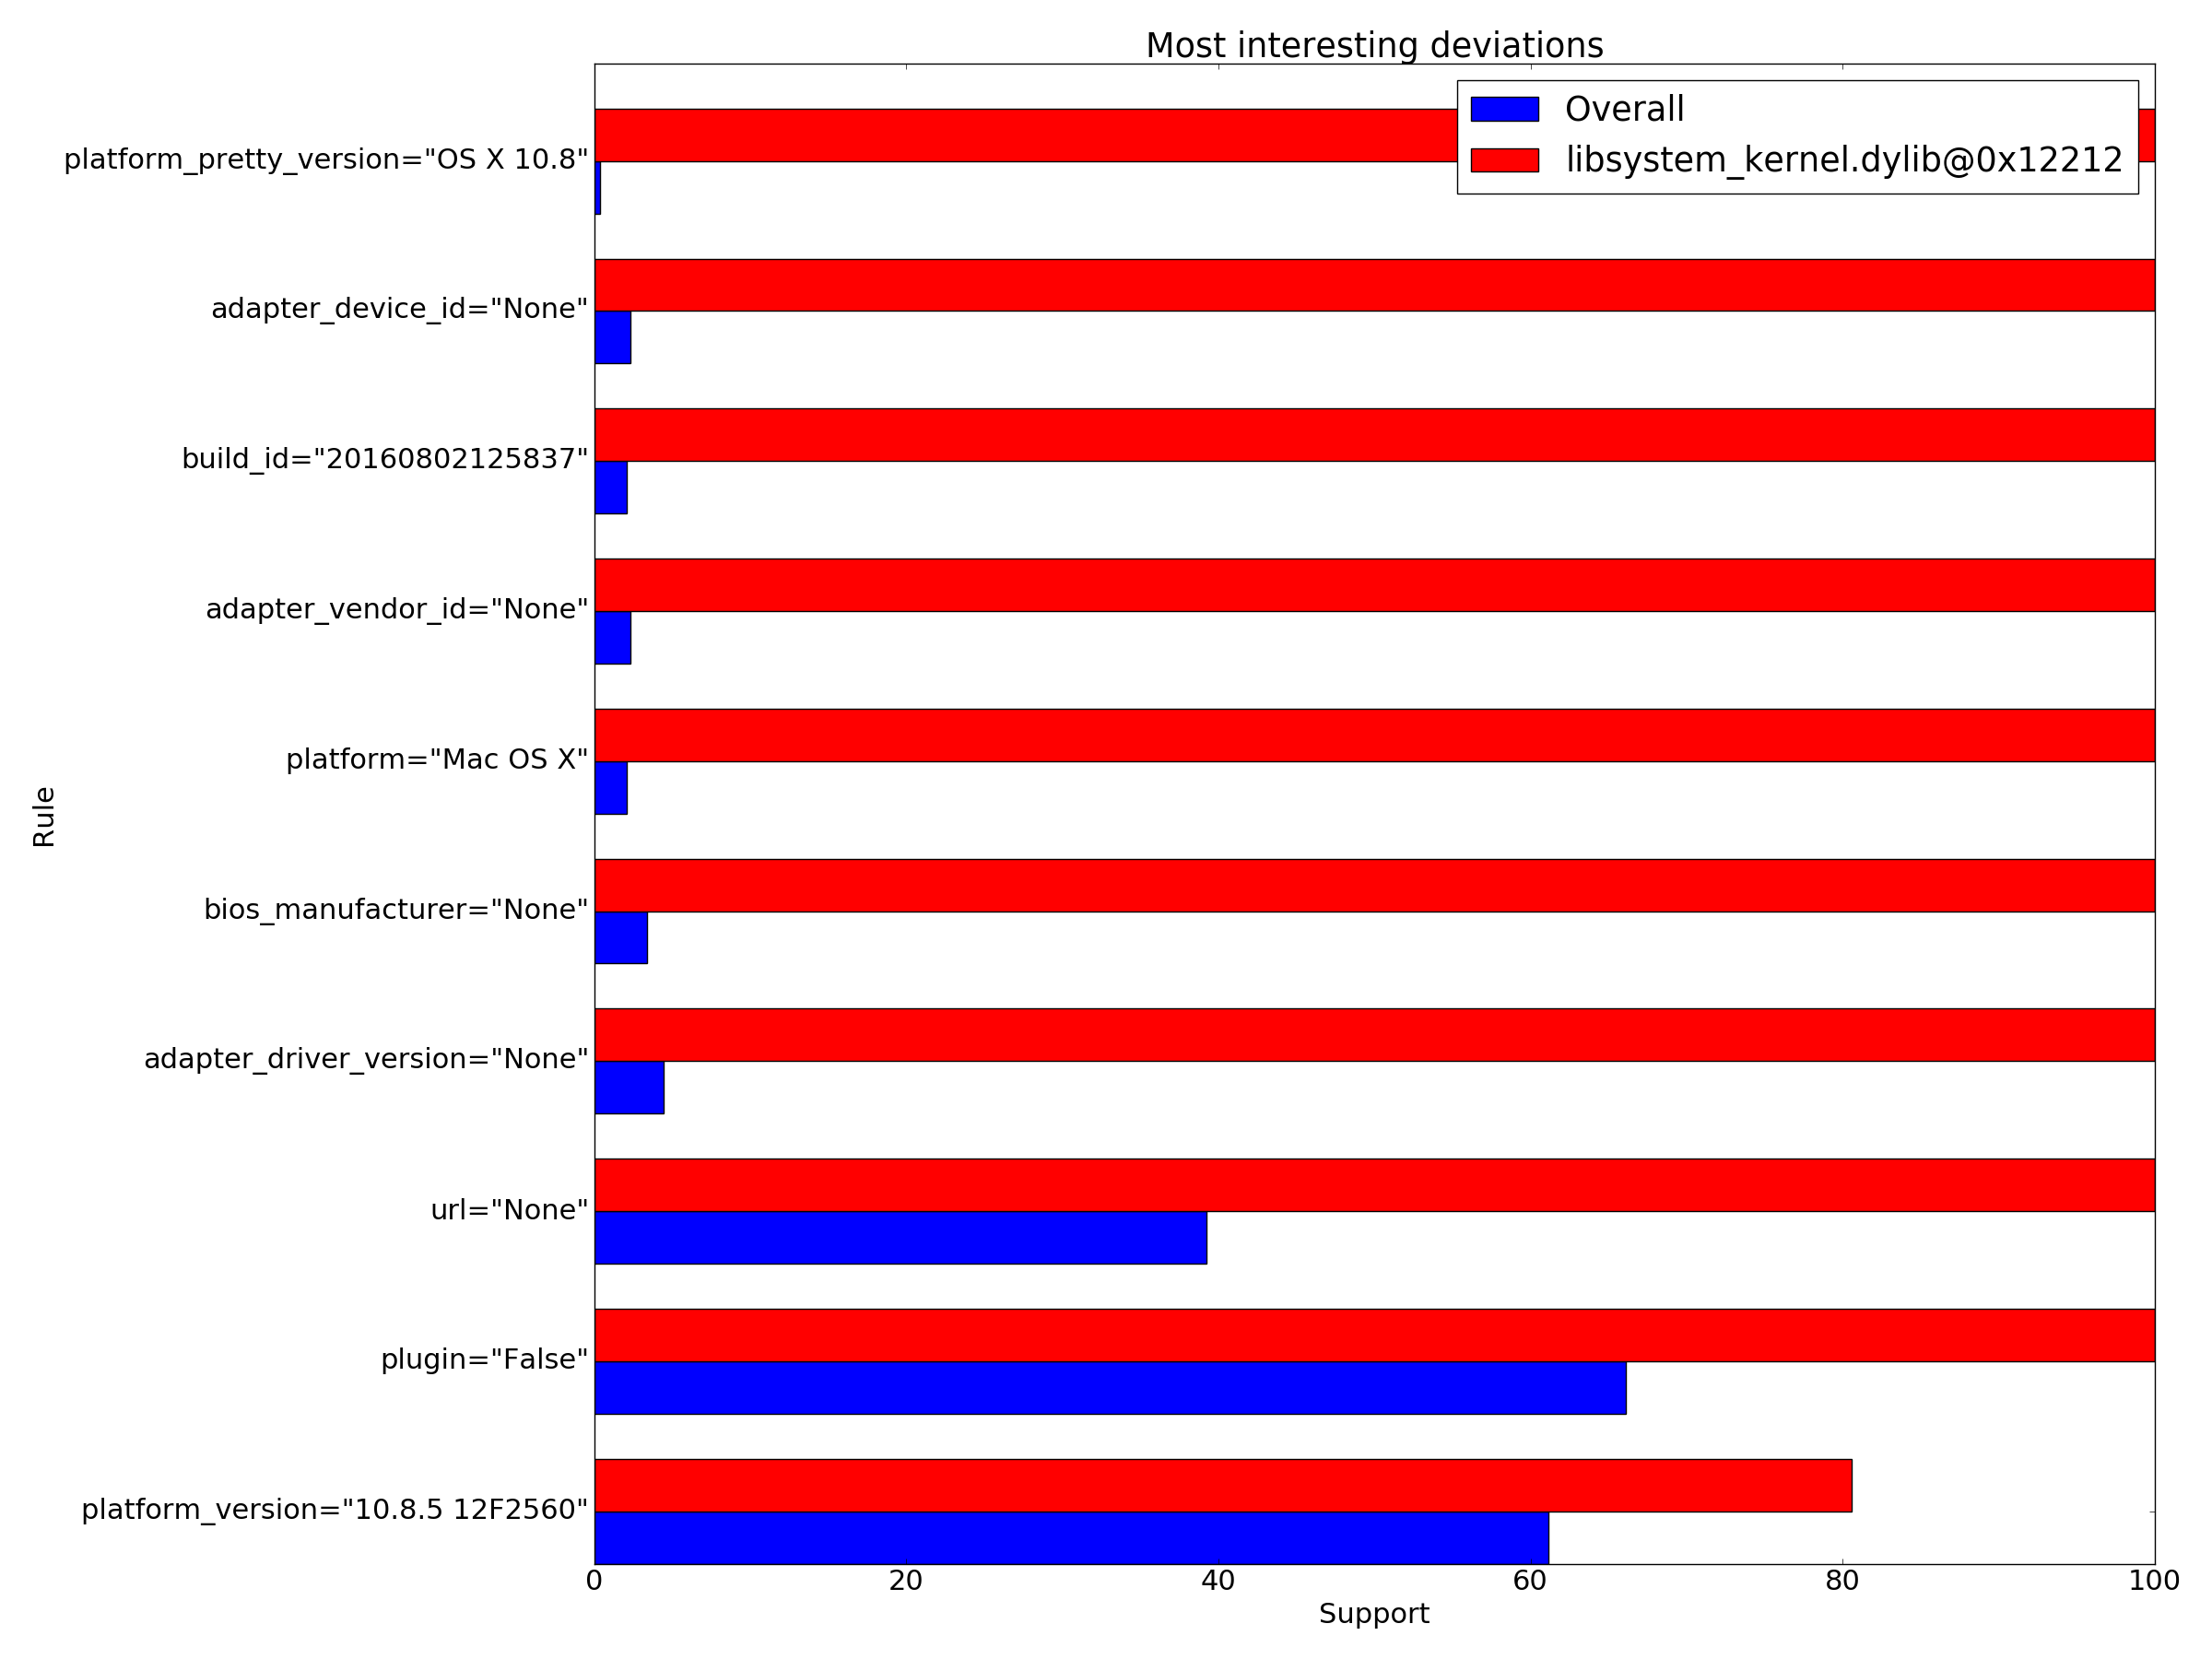 Most interesting deviations
Overall
libsystem_kernel.dylib@0x12212
platform_pretty_version="OS X 10.8"
adapter_device_id="None"
build_id="20160802125837"
adapter_vendor_id="None"
platform="Mac OS X"
bios_manufacturer="None"
adapter_driver_version="None"
url="None"
plugin="False"
platform_version="10.8.5 12F2560"
Rule
0 20 40 60 80 100
Support